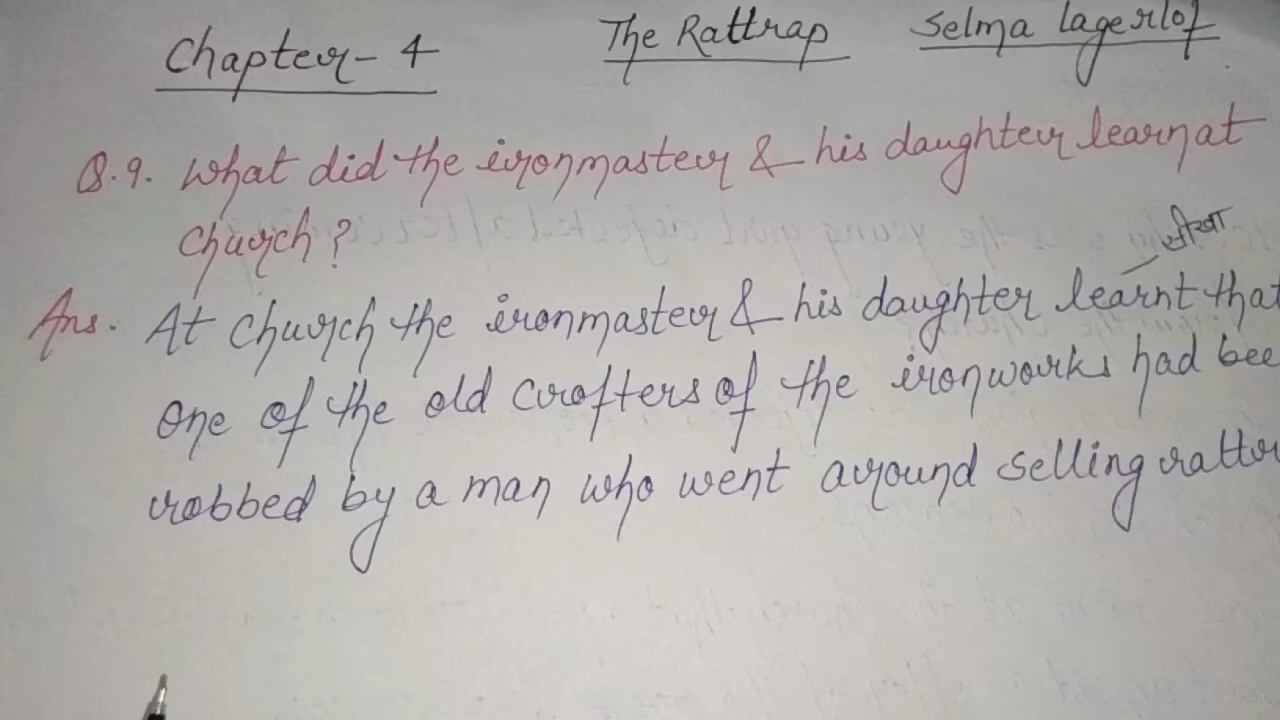 Chapter - 4 The Rattrap Selma Lagerlof
Q.9. What did the ironmaster & his daughter learn at
church?
सीखा
Ans. At church the ironmaster & his daughter learnt that
one of the old crofters of the ironworks had bee
robbed by a man who went around selling rattr